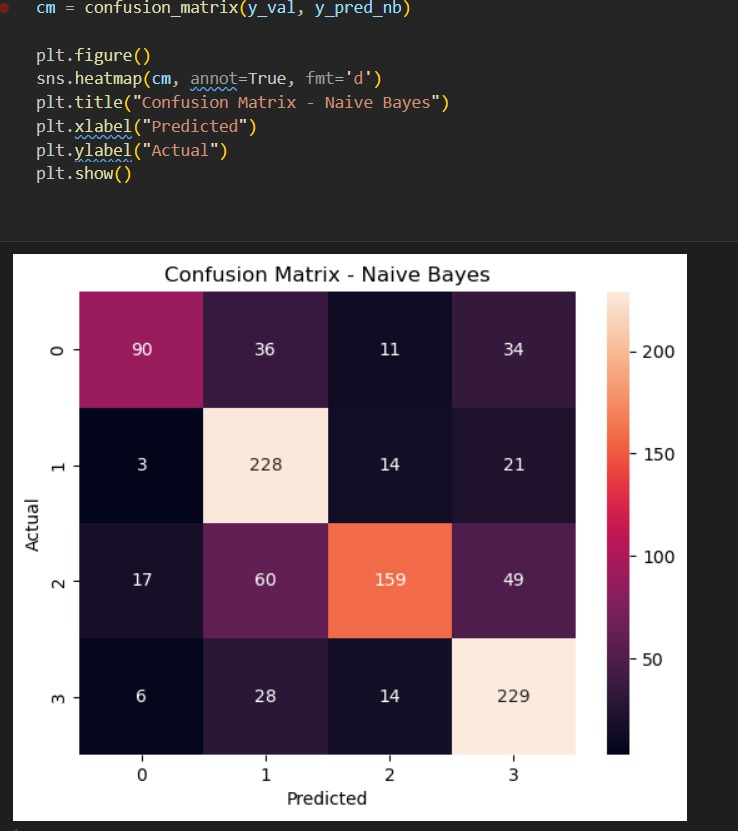 cm = confusion_matrix(y_val, y_pred_nb)
plt.figure()
sns.heatmap(cm, annot=True, fmt='d')
plt.title("Confusion Matrix - Naive Bayes")
plt.xlabel("Predicted")
plt.ylabel("Actual")
plt.show()
Confusion Matrix - Naive Bayes
0 90 36 11 34
1 3 228 14 21
2 17 60 159 49
3 6 28 14 229
0 1 2 3
Predicted
Actual
200
150
100
50